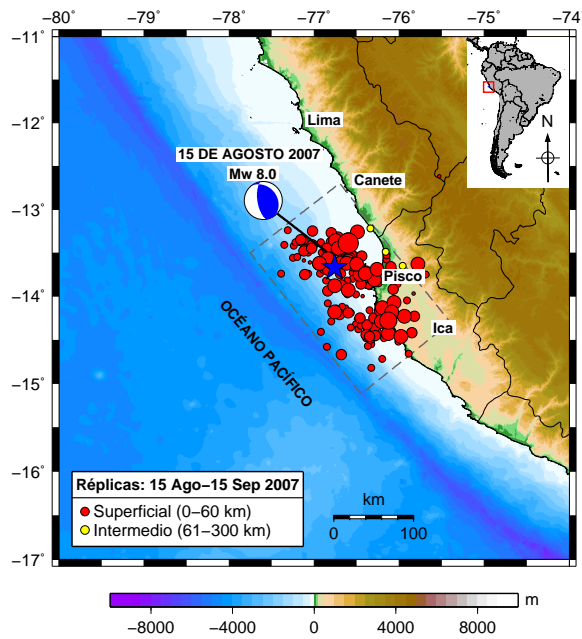 −80˚ −79˚ −78˚ −77˚ −76˚ −75˚ −74˚
−11˚
−12˚
−13˚
−14˚
−15˚
−16˚
−17˚
N
Lima
15 DE AGOSTO 2007
Mw 8.0
Canete
Pisco
Ica
OCÉANO PACÍFICO
Réplicas: 15 Ago−15 Sep 2007
Superficial (0−60 km)
Intermedio (61−300 km)
km
0 100
−8000 −4000 0 4000 8000 m